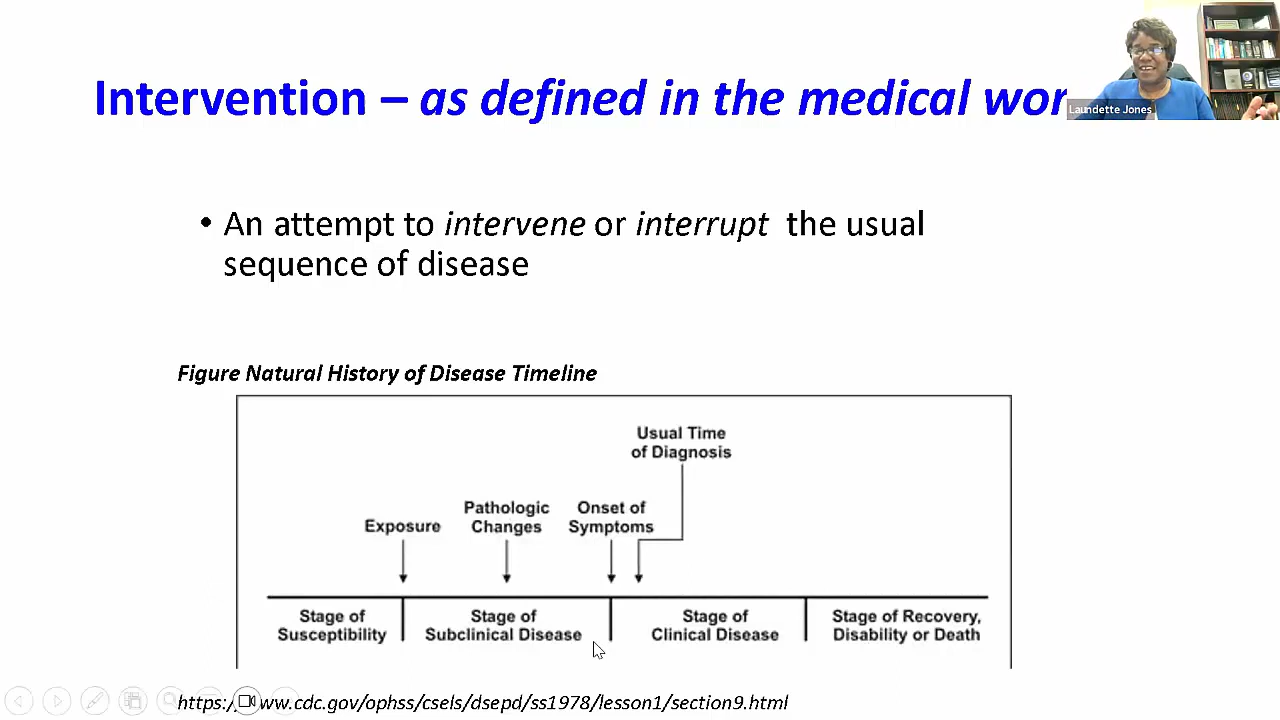 Intervention – as defined in the medical wor
Laundette Jones
• An attempt to intervene or interrupt the usual
sequence of disease
Figure Natural History of Disease Timeline
Usual Time
of Diagnosis
Exposure
Pathologic
Changes
Onset of
Symptoms
Stage of
Susceptibility
Stage of
Subclinical Disease
Stage of
Clinical Disease
Stage of Recovery,
Disability or Death
https:/ ww.cdc.gov/ophss/csels/dsepd/ss1978/lesson1/section9.html